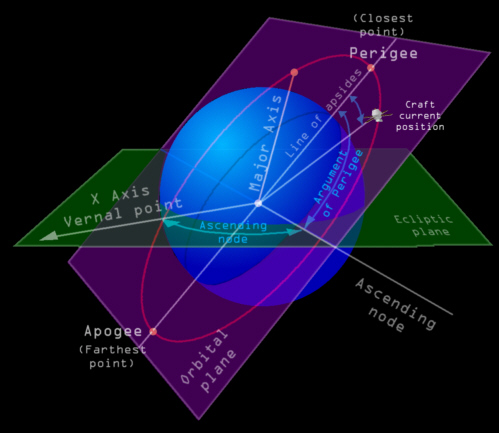 (Closest
point)
Perigee
Craft
current
position
Line of apsides
Major Axis
Argument
of Perigee
X Axis
Vernal point
Ascending
node
Ecliptic
plane
Ascending
node
Apogee
(Farthest
point)
Orbital
plane